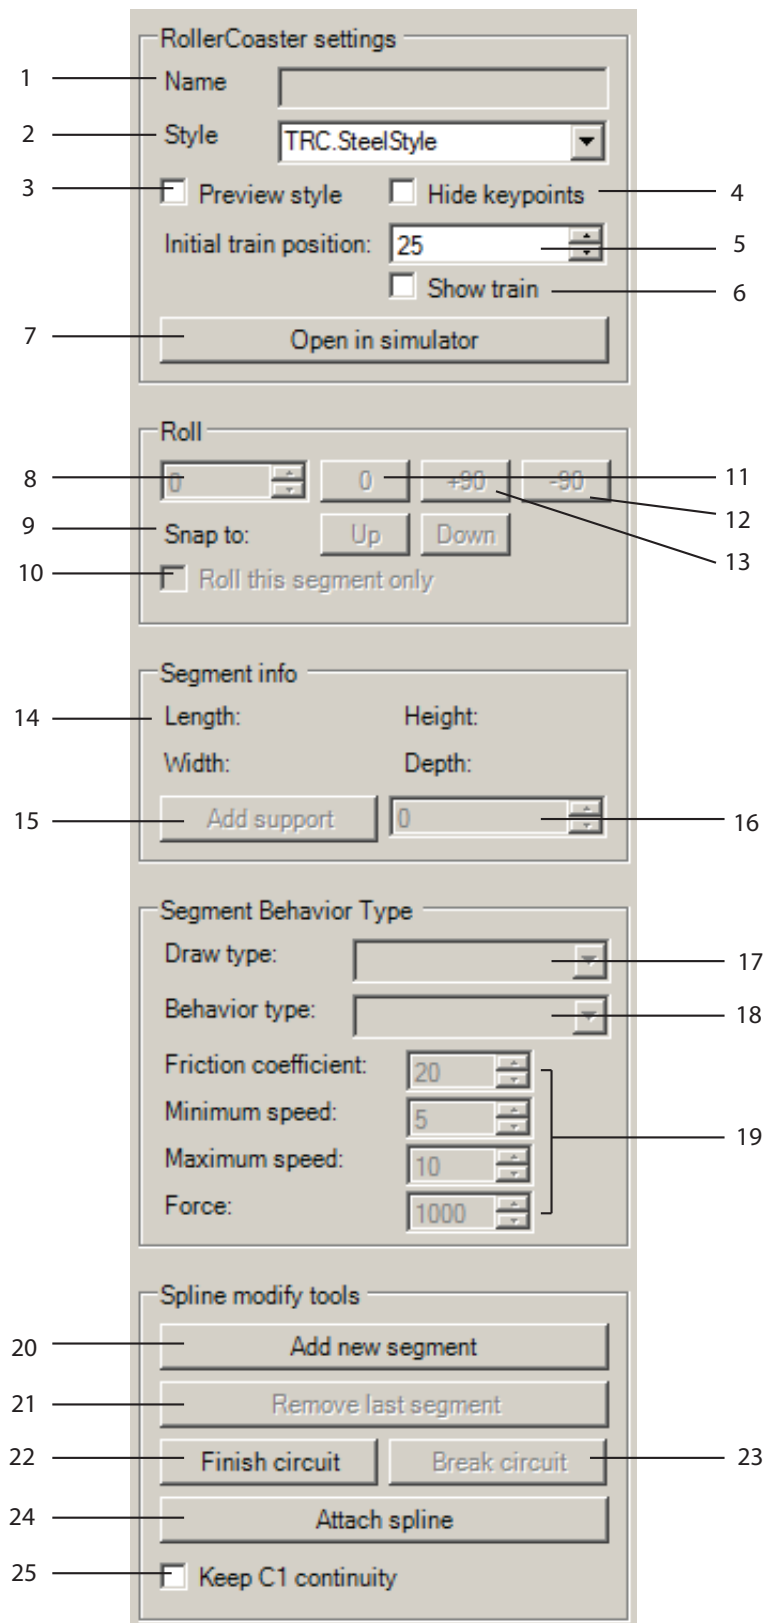 RollerCoaster settings
1 Name
2 Style TRC.SteelStyle
3 Preview style Hide keypoints 4
Initial train position: 25 5
Show train 6
7 Open in simulator
Roll
8 0 0 +90 -90 11
12
9 Snap to: Up Down 13
10 Roll this segment only
Segment info
14 Length: Height:
Width: Depth:
15 Add support 0 16
Segment Behavior Type
Draw type: 17
Behavior type: 18
Friction coefficient: 20
Minimum speed: 5
19
Maximum speed: 10
Force: 1000
Spline modify tools
20 Add new segment
21 Remove last segment
22 Finish circuit Break circuit 23
24 Attach spline
25 Keep C1 continuity